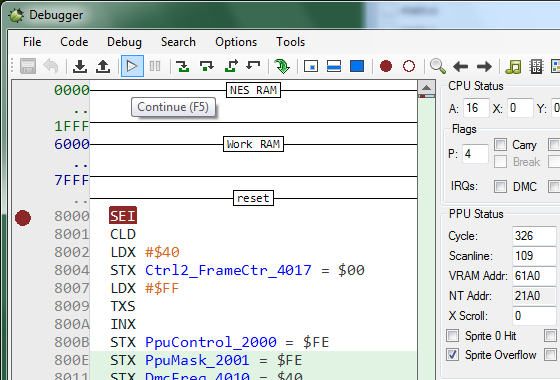 Debugger
File Code Debug Search Options Tools
Continue (F5)
0000 NES RAM
..
1FFF
6000 Work RAM
..
7FFF
.. reset
8000 SEI
8001 CLD
8002 LDX #$40
8004 STX Ctrl2_FrameCtr_4017 = $00
8007 LDX #$FF
8009 TXS
800A INX
800B STX PpuControl_2000 = $FE
800E STX PpuMask_2001 = $FE
8011 STX DmcFreq_4010 = $40
CPU Status
A: 16 X: 0 Y: 0
Flags
P: 4 Carry
Break
IRQs: DMC
PPU Status
Cycle: 326
Scanline: 109
VRAM Addr: 61A0
NT Addr: 21A0
X Scroll: 0
Sprite 0 Hit
Sprite Overflow